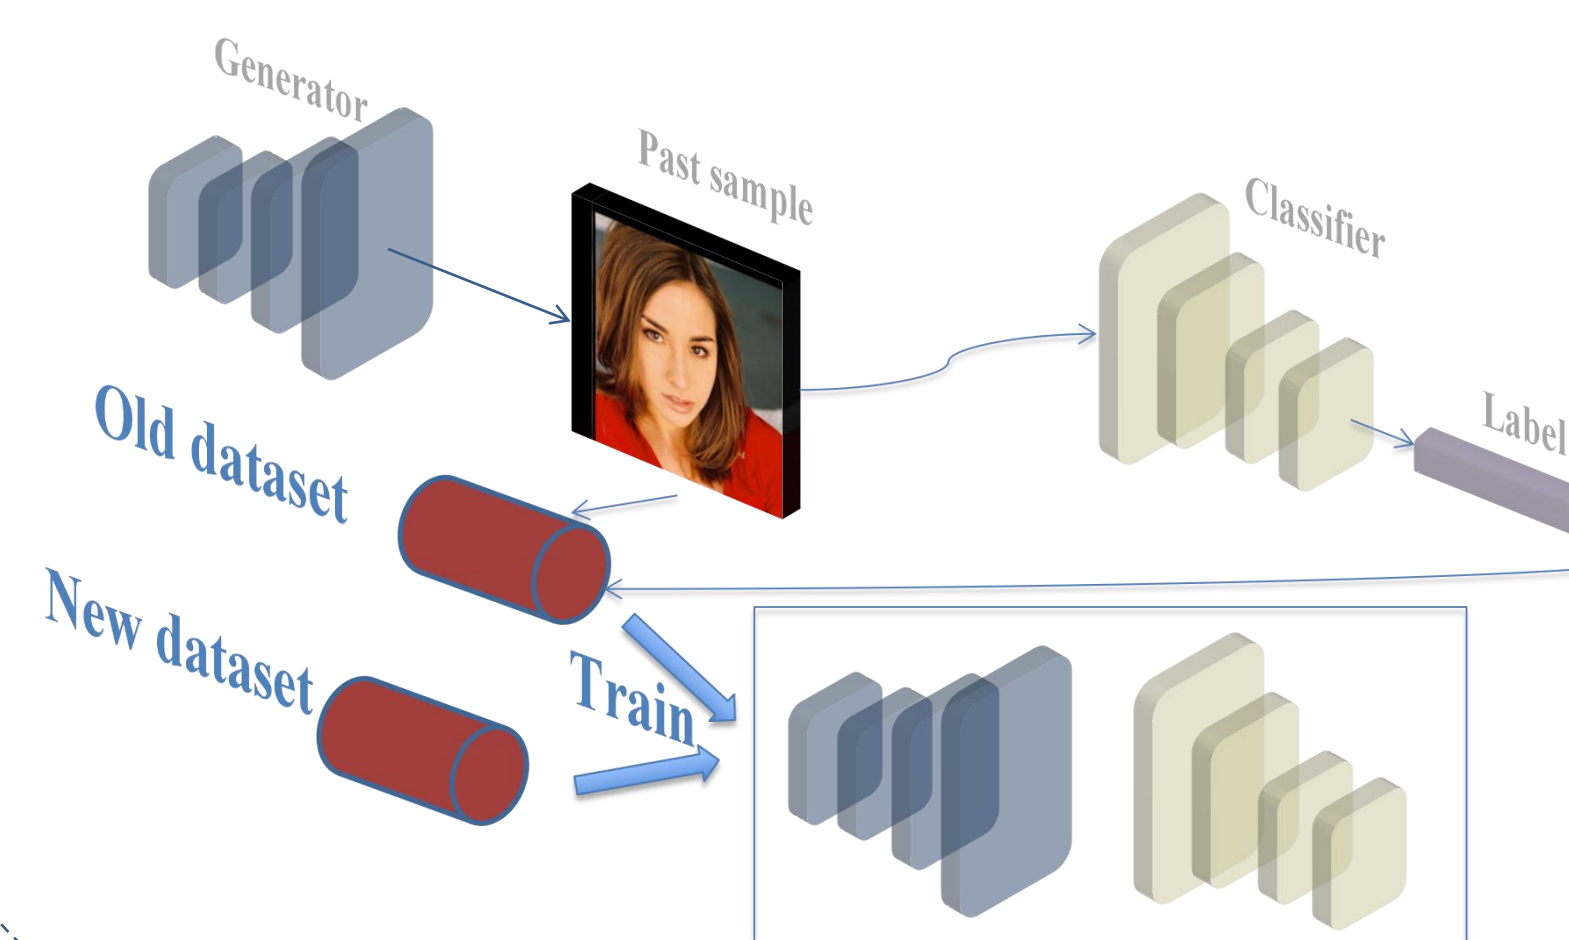 Generator
Past sample
Classifier
Label
Old dataset
New dataset
Train